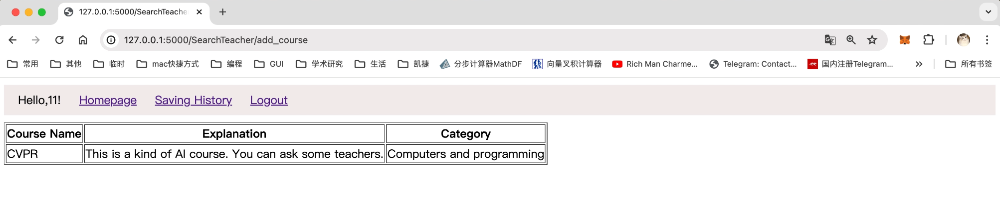 127.0.0.1:5000/SearchTeache
127.0.0.1:5000/SearchTeacher/add_course
常用 其他 临时 mac快捷方式 编程 GUI 学术研究 生活 凯捷 分步计算器MathDF 向量叉积计算器 Rich Man Charme... Telegram: Contact... 国内注册Telegram... 所有书签
Hello,11! Homepage Saving History Logout
Course Name Explanation Category
CVPR This is a kind of AI course. You can ask some teachers. Computers and programming